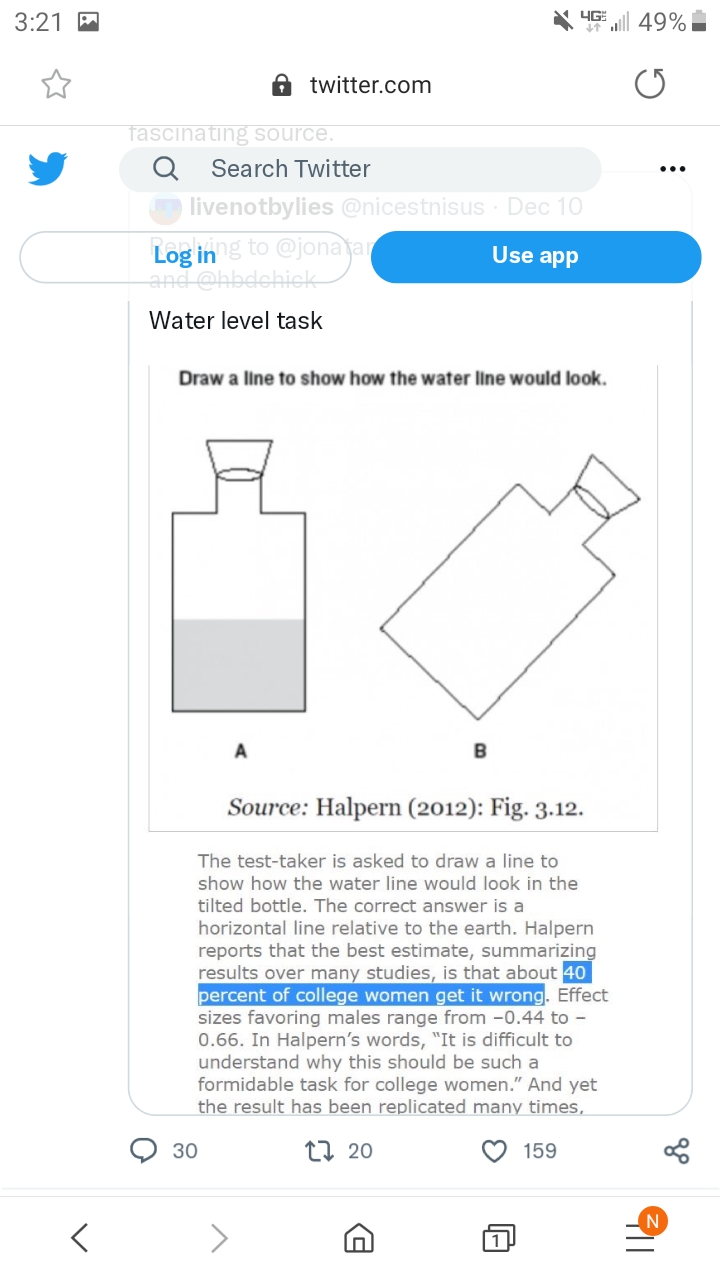 3:21
4GE
49%
twitter.com
fascinating source.
Search Twitter
livenotbylies @nicestnisus · Dec 10
Replying to @jonatan
and @hbdchick
Log in
Use app
Water level task
Draw a line to show how the water line would look.
A
B
Source: Halpern (2012): Fig. 3.12.
The test-taker is asked to draw a line to
show how the water line would look in the
tilted bottle. The correct answer is a
horizontal line relative to the earth. Halpern
reports that the best estimate, summarizing
results over many studies, is that about 40
percent of college women get it wrong. Effect
sizes favoring males range from −0.44 to −
0.66. In Halpern’s words, “It is difficult to
understand why this should be such a
formidable task for college women.” And yet
the result has been replicated many times,
30
20
159
1
N